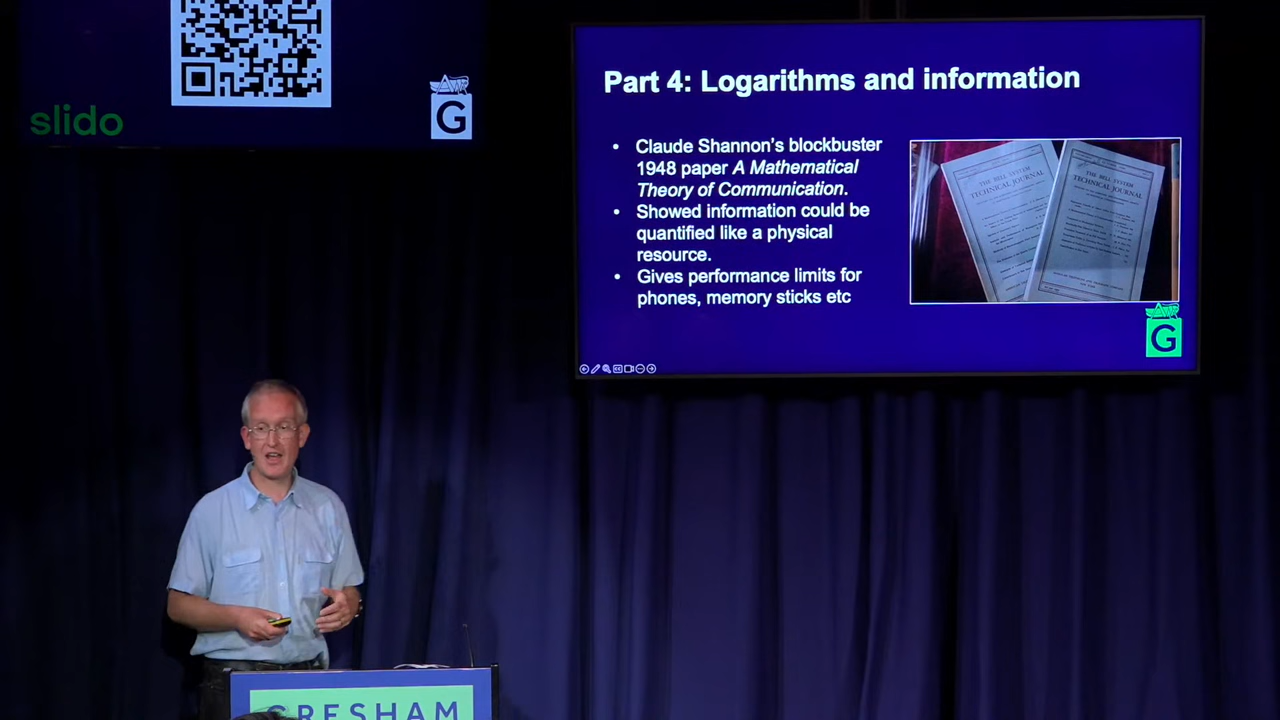 slido
G
Part 4: Logarithms and information
Claude Shannon's blockbuster
1948 paper A Mathematical
Theory of Communication.
Showed information could be
quantified like a physical
resource.
Gives performance limits for
phones, memory sticks etc
THE BELL SYSTEM
TECHNICAL JOURNAL
THE BELL SYSTEM
TECHNICAL JOURNAL
G
GRESHAM